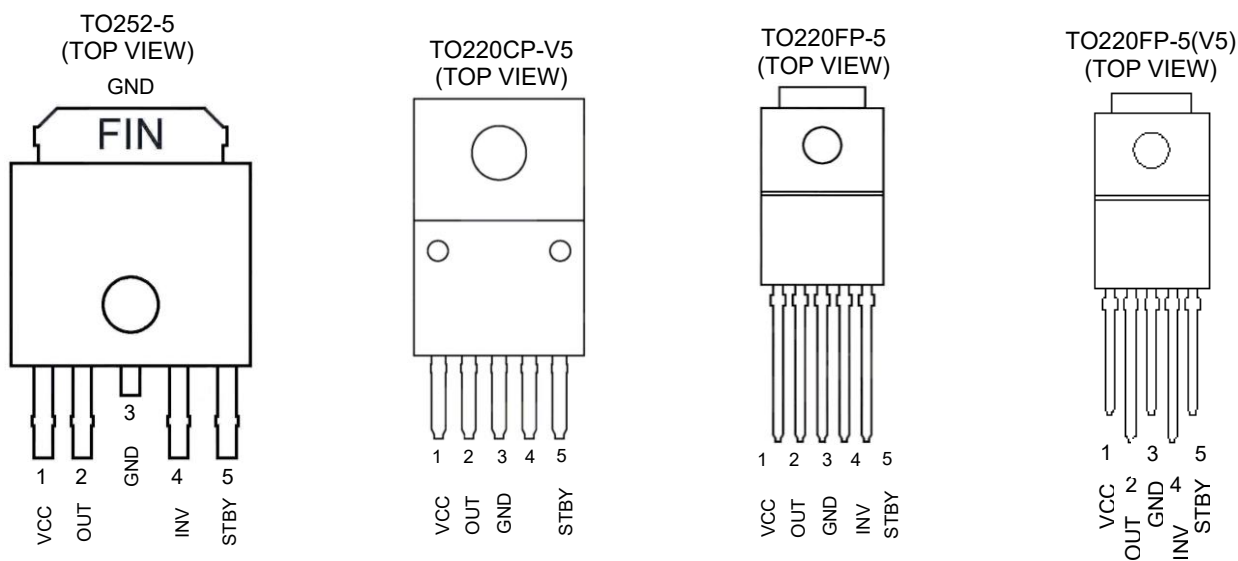 TO252-5
(TOP VIEW)
GND
FIN
1
2
3
4
5
VCC
OUT
GND
INV
STBY
TO220CP-V5
(TOP VIEW)
1 2 3 4 5
VCC
OUT
GND
STBY
TO220FP-5
(TOP VIEW)
1 2 3 4 5
VCC
OUT
GND
INV
STBY
TO220FP-5(V5)
(TOP VIEW)
1 3 5
2 4
VCC
OUT
GND
INV
STBY